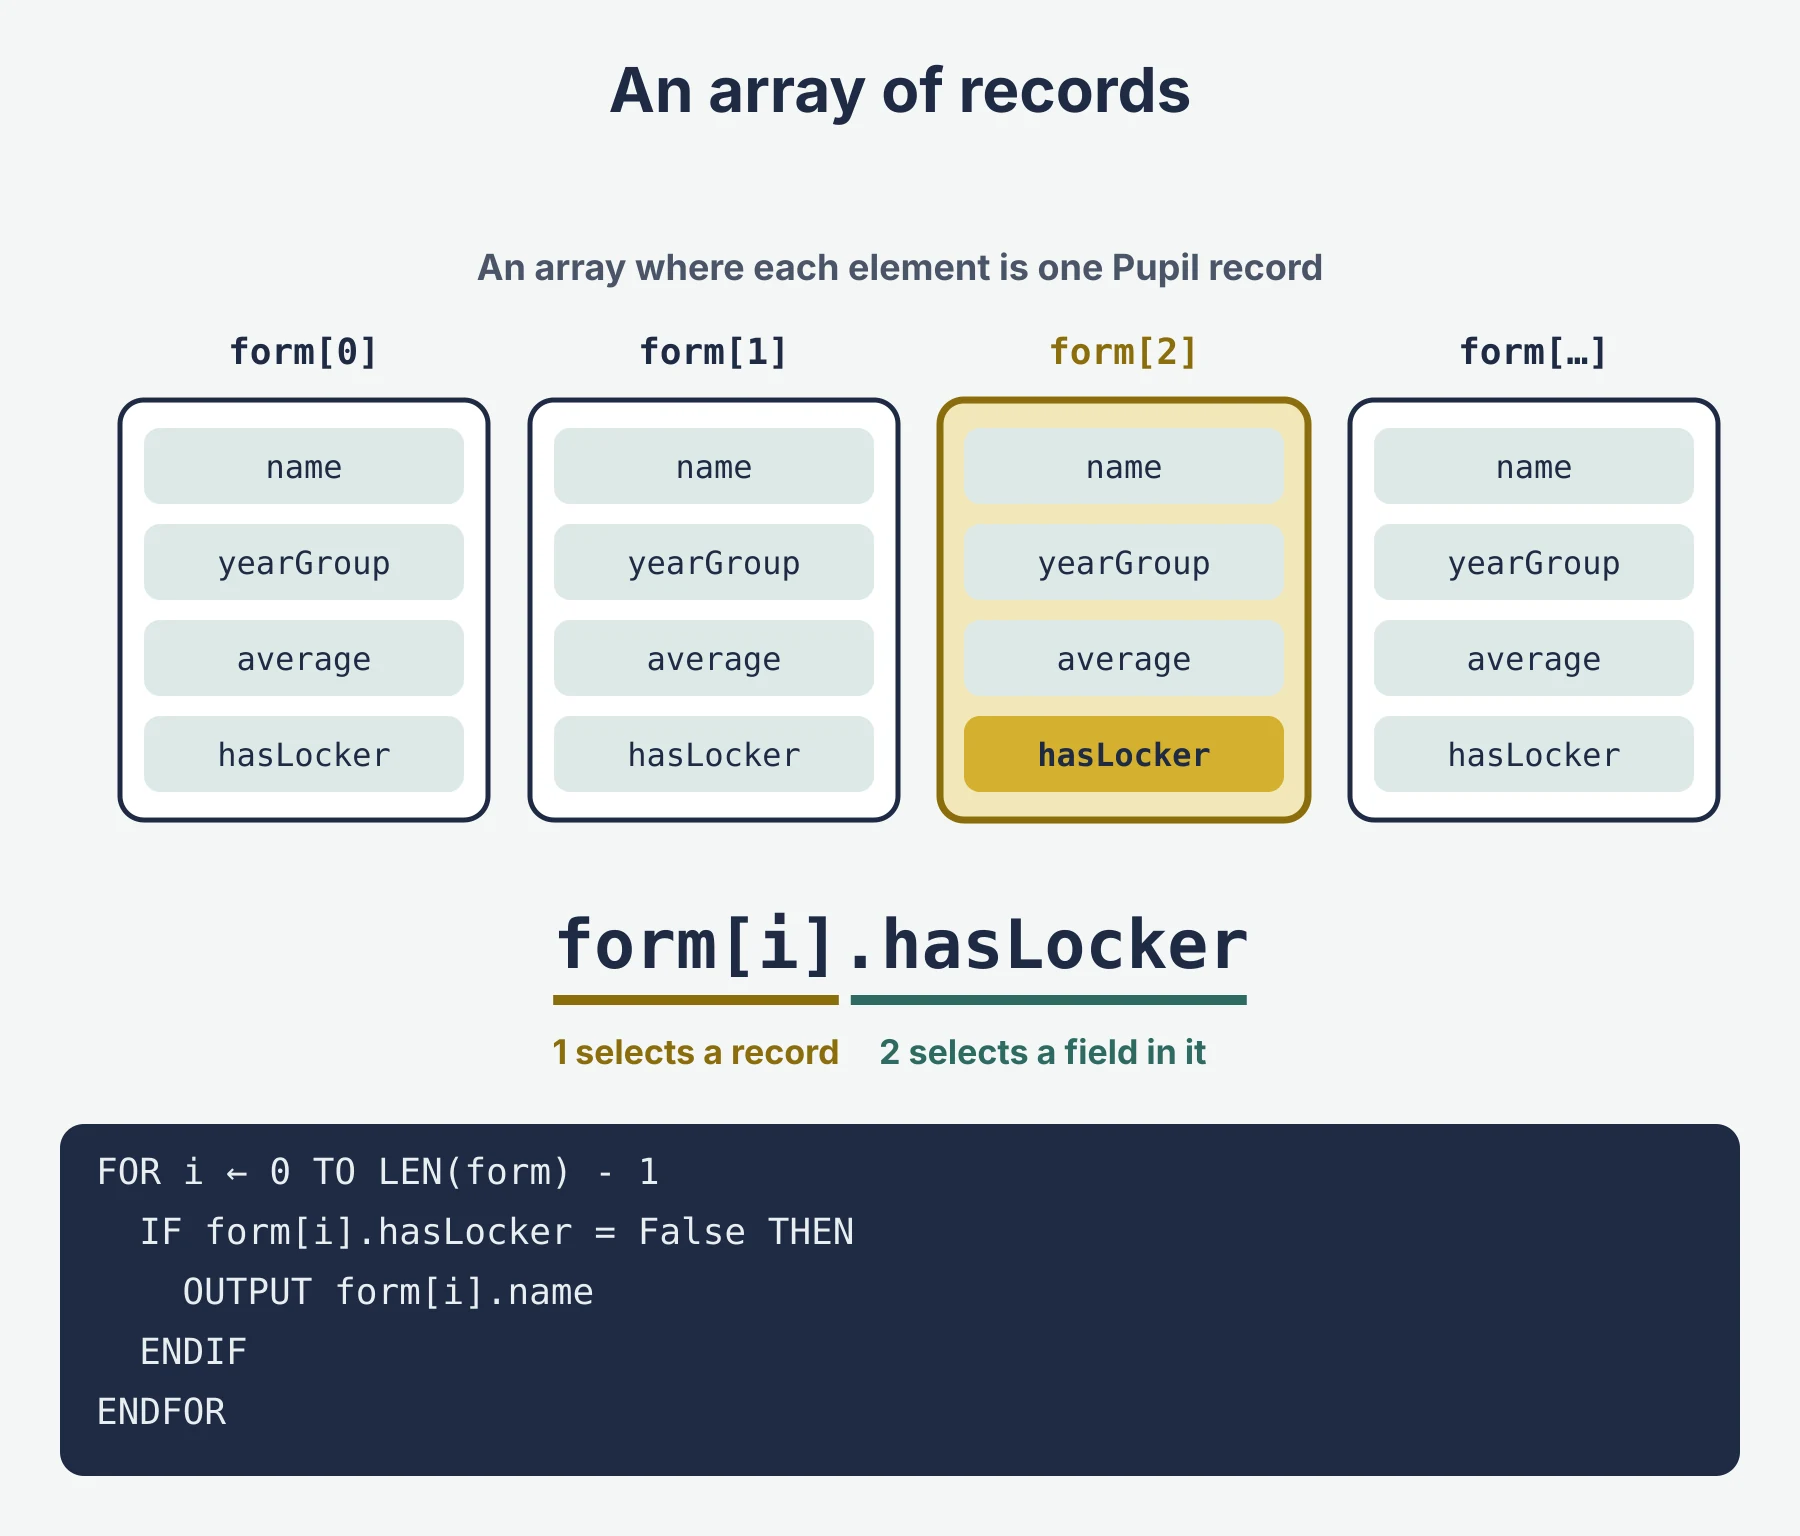 An array of records
An array where each element is one Pupil record
form[0] form[1] form[2] form[…]
name name name name
yearGroup yearGroup yearGroup yearGroup
average average average average
hasLocker hasLocker hasLocker hasLocker
form[i].hasLocker
1 selects a record 2 selects a field in it
FOR i ← 0 TO LEN(form) - 1
  IF form[i].hasLocker = False THEN
    OUTPUT form[i].name
  ENDIF
ENDFOR